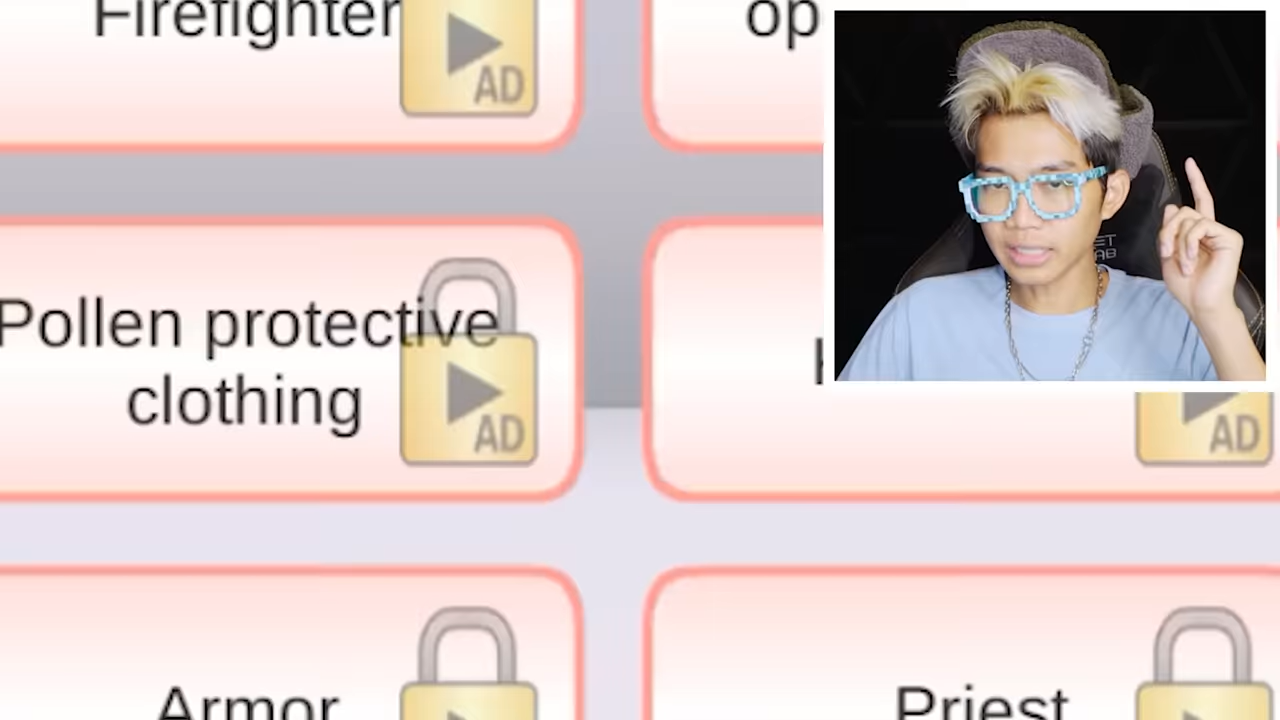 Firefighter
AD
op
Pollen protective
clothing
AD
AD
Armor
Priest